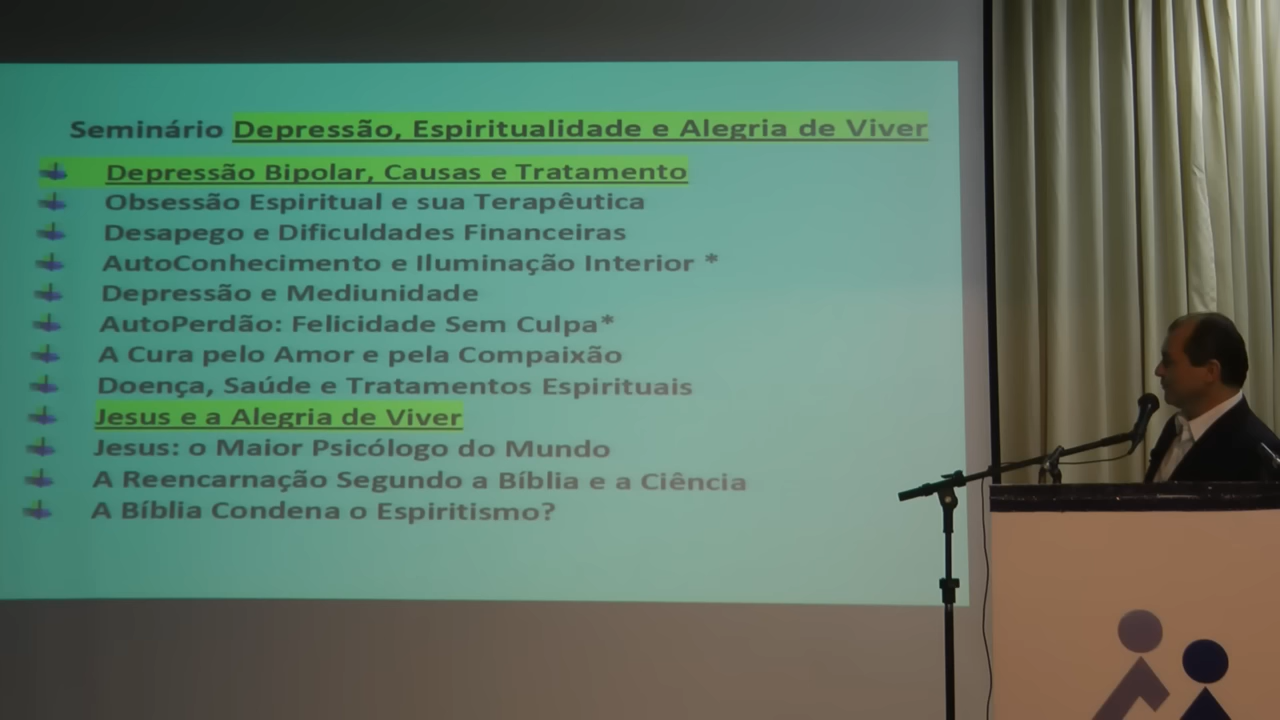 Seminário Depressão, Espiritualidade e Alegria de Viver
Depressão Bipolar, Causas e Tratamento
Obsessão Espiritual e sua Terapêutica
Desapego e Dificuldades Financeiras
AutoConhecimento e Iluminação Interior *
Depressão e Mediunidade
AutoPerdão: Felicidade Sem Culpa*
A Cura pelo Amor e pela Compaixão
Doença, Saúde e Tratamentos Espirituais
Jesus e a Alegria de Viver
Jesus: o Maior Psicólogo do Mundo
A Reencarnação Segundo a Bíblia e a Ciência
A Bíblia Condena o Espiritismo?